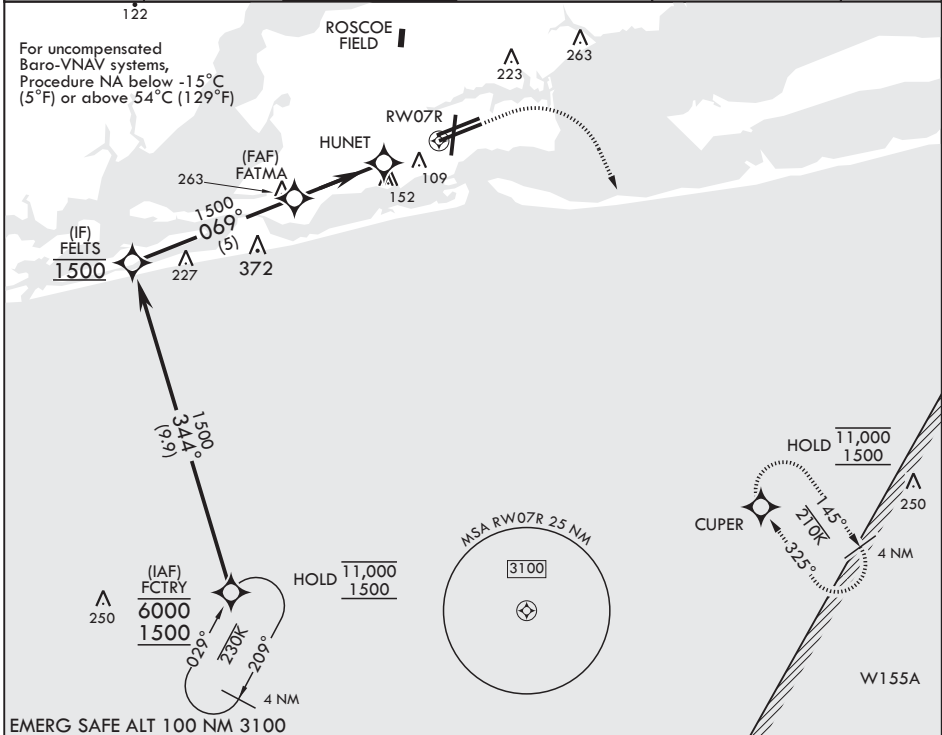 122
For uncompensated
Baro-VNAV systems,
Procedure NA below -15°C
(5°F) or above 54°C (129°F)
ROSCOE
FIELD
263
223
RW07R
HUNET
109
152
(FAF)
FATMA
263
1500
069°
(5)
(IF)
FELTS
1500
227
372
1500
344°
(9.9)
HOLD 11,000
1500
250
CUPER
145°
210K
325°
4 NM
MSA RW07R 25 NM
3100
(IAF)
FCTRY
6000
1500
HOLD 11,000
1500
250
029°
230K
209°
4 NM
W155A
EMERG SAFE ALT 100 NM 3100